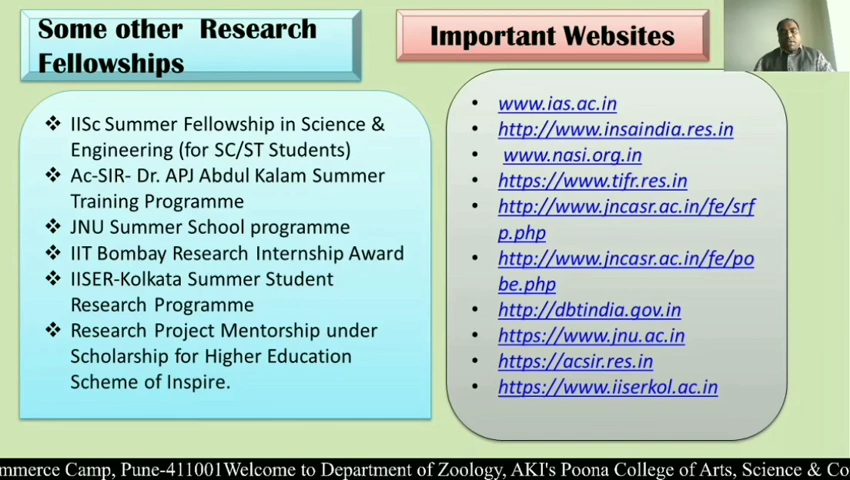 Some other Research
Fellowships
❖ IISc Summer Fellowship in Science &
Engineering (for SC/ST Students)
❖ Ac-SIR- Dr. APJ Abdul Kalam Summer
Training Programme
❖ JNU Summer School programme
❖ IIT Bombay Research Internship Award
❖ IISER-Kolkata Summer Student
Research Programme
❖ Research Project Mentorship under
Scholarship for Higher Education
Scheme of Inspire.
Important Websites
• www.ias.ac.in
• http://www.insaindia.res.in
• www.nasi.org.in
• https://www.tifr.res.in
• http://www.jncasr.ac.in/fe/srf
p.php
• http://www.jncasr.ac.in/fe/po
be.php
• http://dbtindia.gov.in
• https://www.jnu.ac.in
• https://acsir.res.in
• https://www.iiserkol.ac.in
mmerce Camp, Pune-411001Welcome to Department of Zoology, AKI's Poona College of Arts, Science & Co